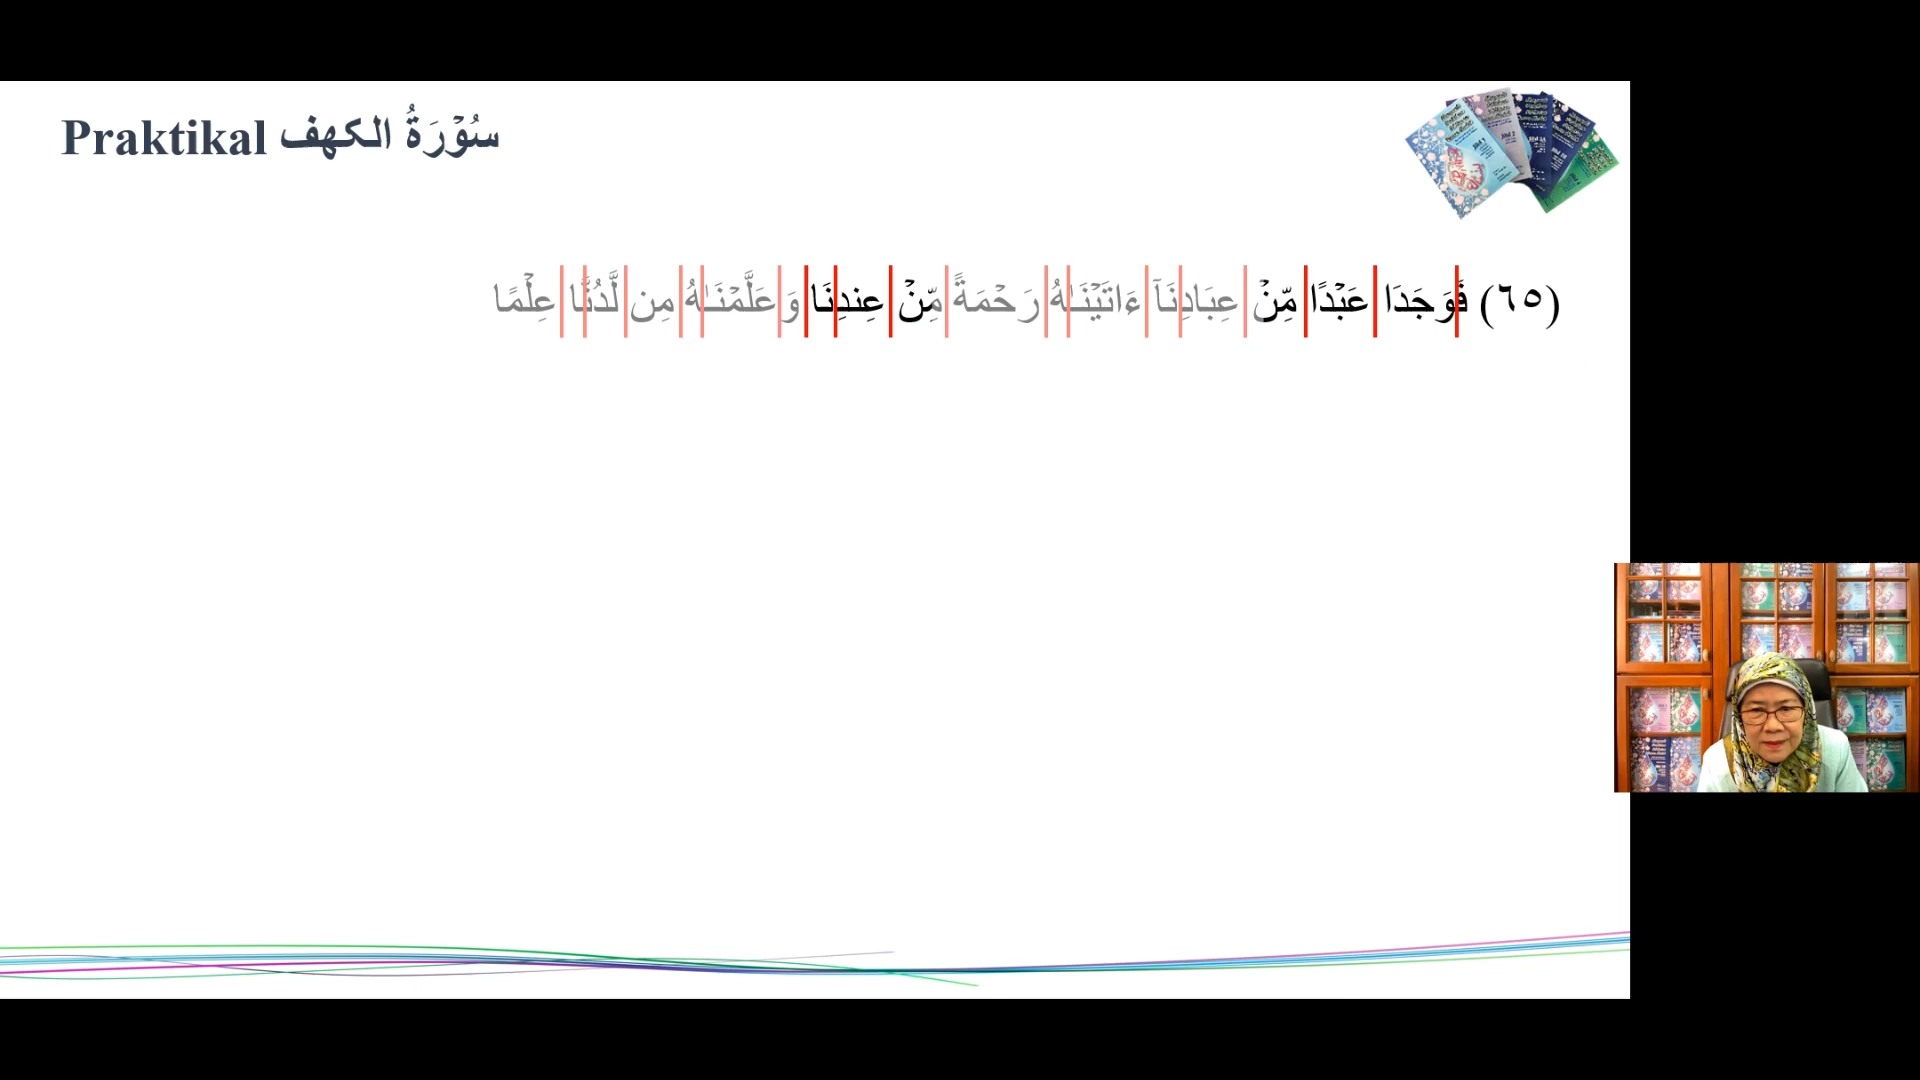 Praktikal سُوْرَةُ الكهف
(٦٥) فَوَجَدَا عَبْدًا مِّنْ عِبَادِنَآ ءَاتَيْنَـٰهُ رَحْمَةً مِّنْ عِندِنَا وَعَلَّمْنَـٰهُ مِن لَّدُنَّا عِلْمًا